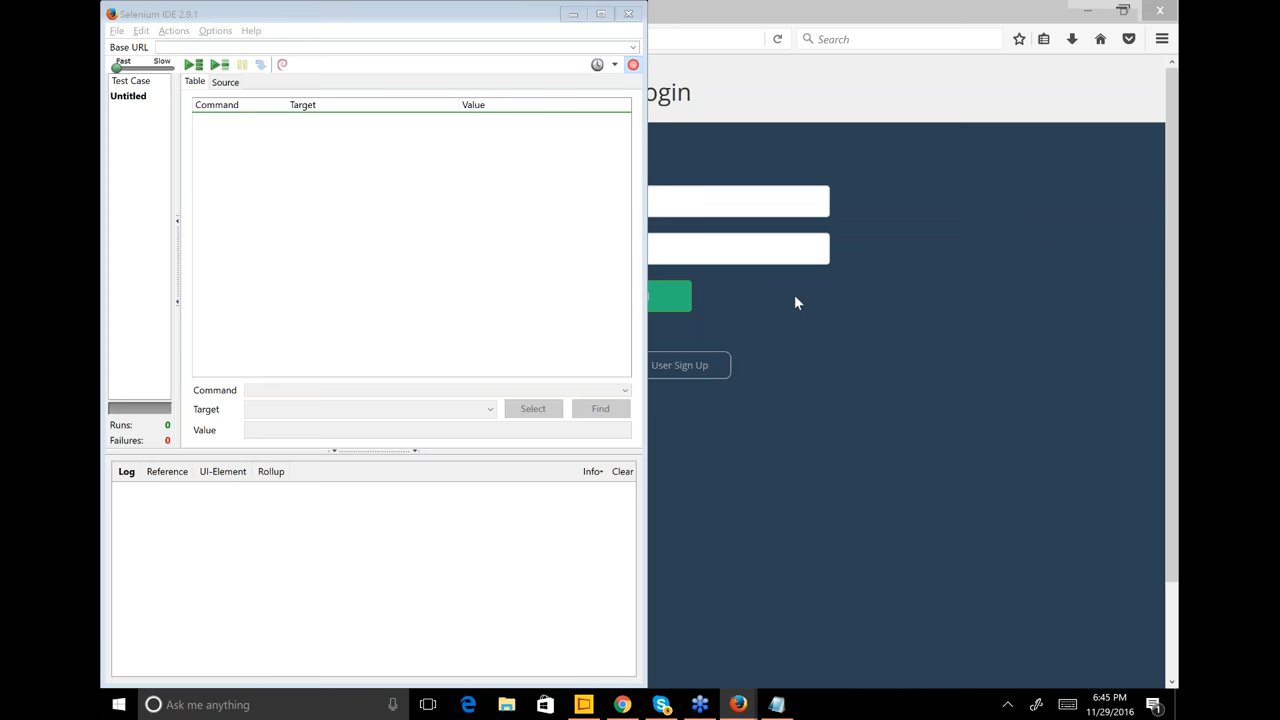 Selenium IDE 2.9.1
File Edit Actions Options Help
Base URL
Fast Slow
Test Case
Untitled
Table Source
Command Target Value
Command
Target Select Find
Value
Runs: 0
Failures: 0
Log Reference UI-Element Rollup Info Clear
Search
ogin
User Sign Up
Ask me anything
6:45 PM
11/29/2016
1